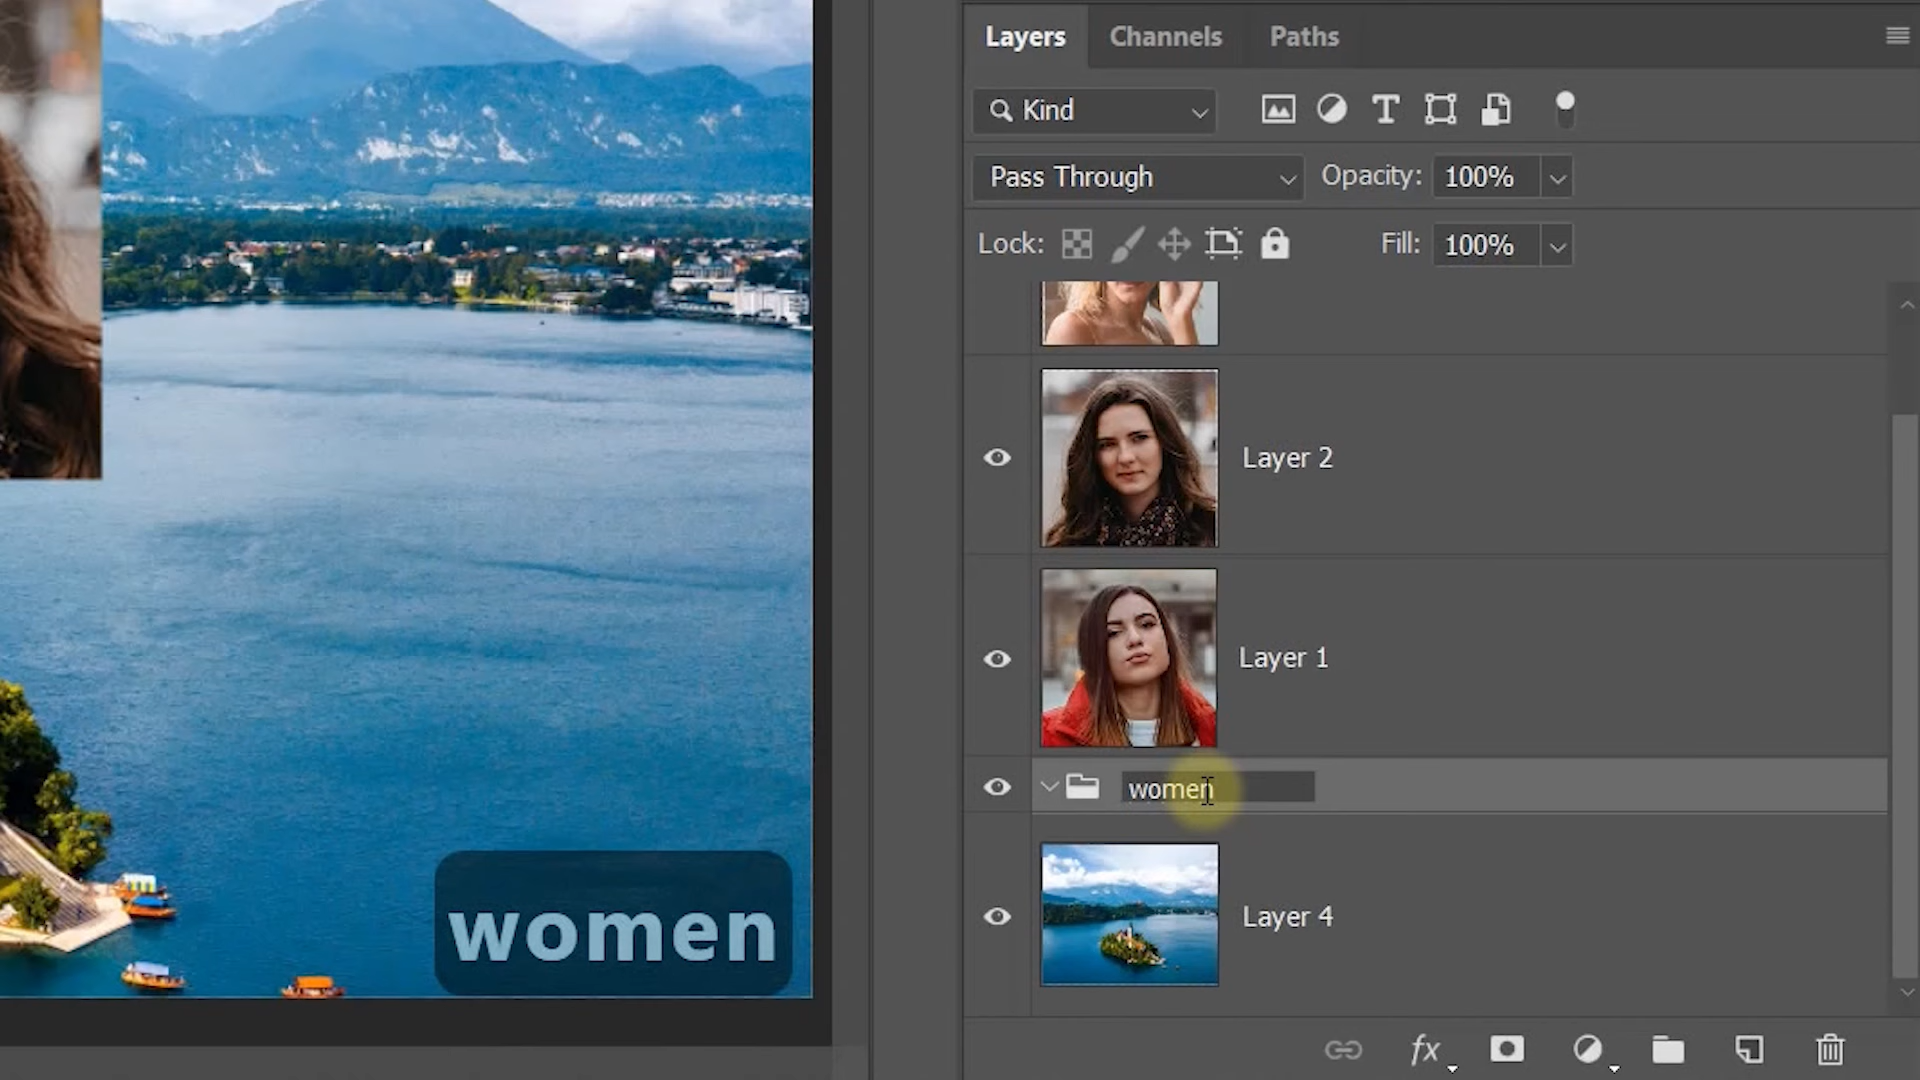 Layers Channels Paths
Kind
Pass Through Opacity: 100%
Lock: Fill: 100%
Layer 2
Layer 1
women
Layer 4
women
fx